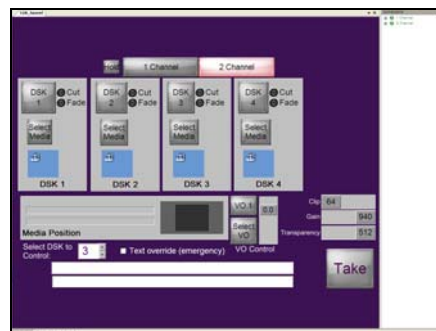 Hold 1 Channel 2 Channel
DSK 1 Cut Fade DSK 2 Cut Fade DSK 3 Cut Fade DSK 4 Cut Fade
Select Media Select Media Select Media Select Media
DSK 1 DSK 2 DSK 3 DSK 4
VO 1 0.0 Clip 64
Gain 940
Select VO Transparency 512
Media Position VO Control
Select DSK to Control: 3 Text override (emergency)
Take